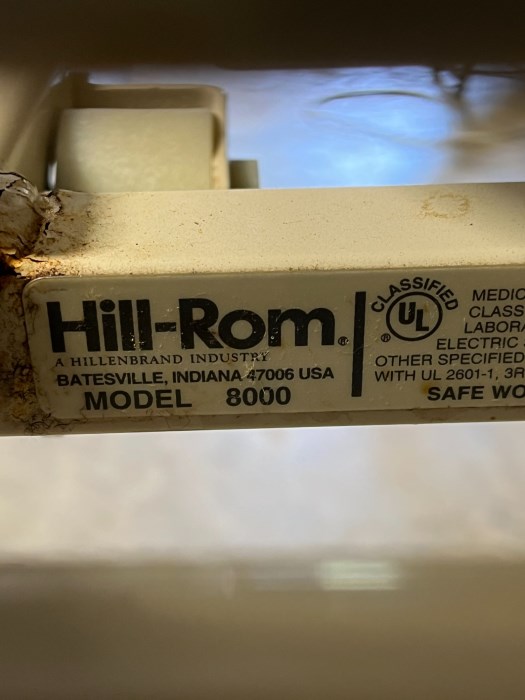 Hill-Rom®
A HILLENBRAND INDUSTRY
BATESVILLE, INDIANA 47006 USA
MODEL 8000
CLASSIFIED
UL
®
MEDIC
CLASS
LABORA
ELECTRIC
OTHER SPECIFIED
WITH UL 2601-1, 3R
SAFE WO